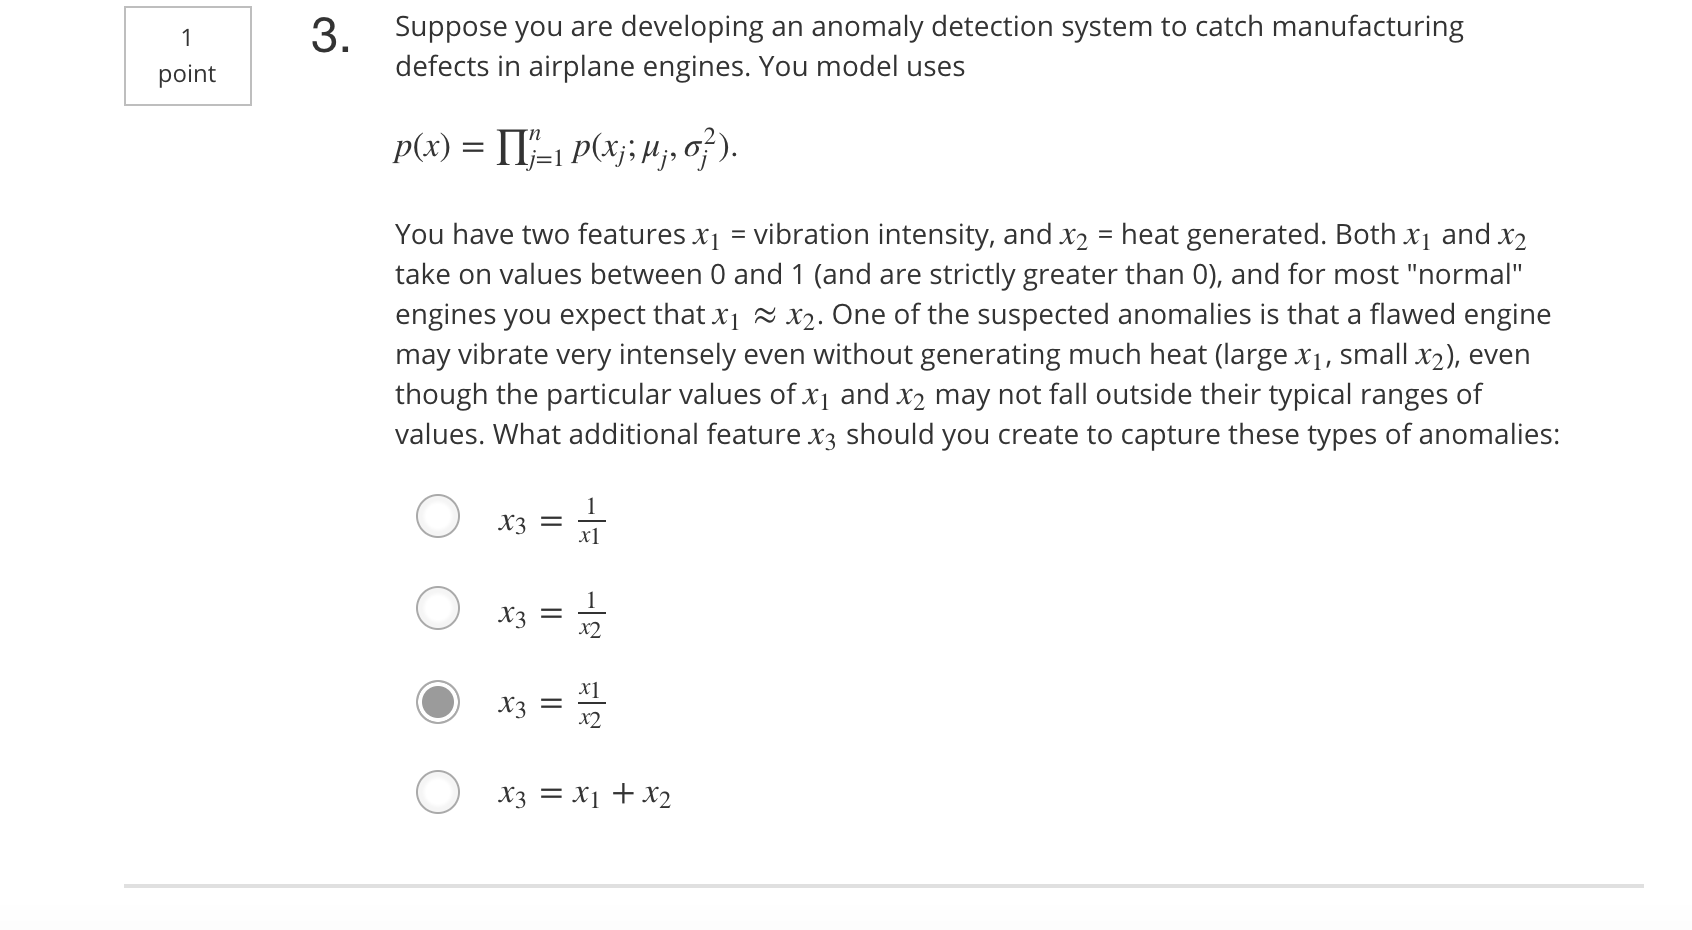 1
point
3.
Suppose you are developing an anomaly detection system to catch manufacturing
defects in airplane engines. You model uses
p(x) = ∏ⁿⱼ₌₁ p(xⱼ; μⱼ, σⱼ²).
You have two features x₁ = vibration intensity, and x₂ = heat generated. Both x₁ and x₂
take on values between 0 and 1 (and are strictly greater than 0), and for most "normal"
engines you expect that x₁ ≈ x₂. One of the suspected anomalies is that a flawed engine
may vibrate very intensely even without generating much heat (large x₁, small x₂), even
though the particular values of x₁ and x₂ may not fall outside their typical ranges of
values. What additional feature x₃ should you create to capture these types of anomalies:
x₃ = 1/x1
x₃ = 1/x2
x₃ = x1/x2
x₃ = x₁ + x₂